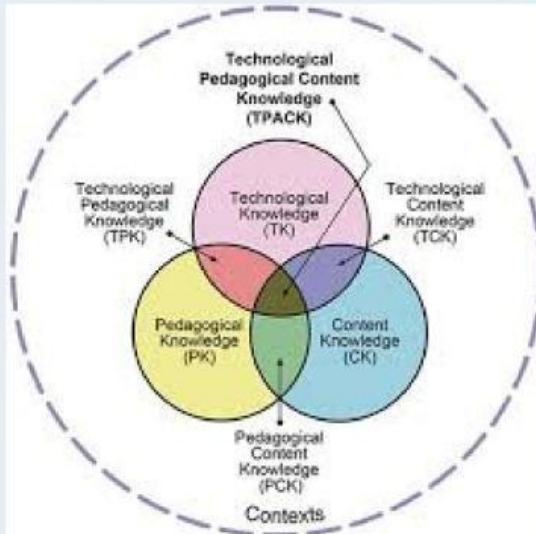 Technological
Pedagogical Content
Knowledge
(TPACK)
Technological
Pedagogical
Knowledge
(TPK)
Technological
Knowledge
(TK)
Technological
Content
Knowledge
(TCK)
Pedagogical
Knowledge
(PK)
Content
Knowledge
(CK)
Pedagogical
Content
Knowledge
(PCK)
Contexts